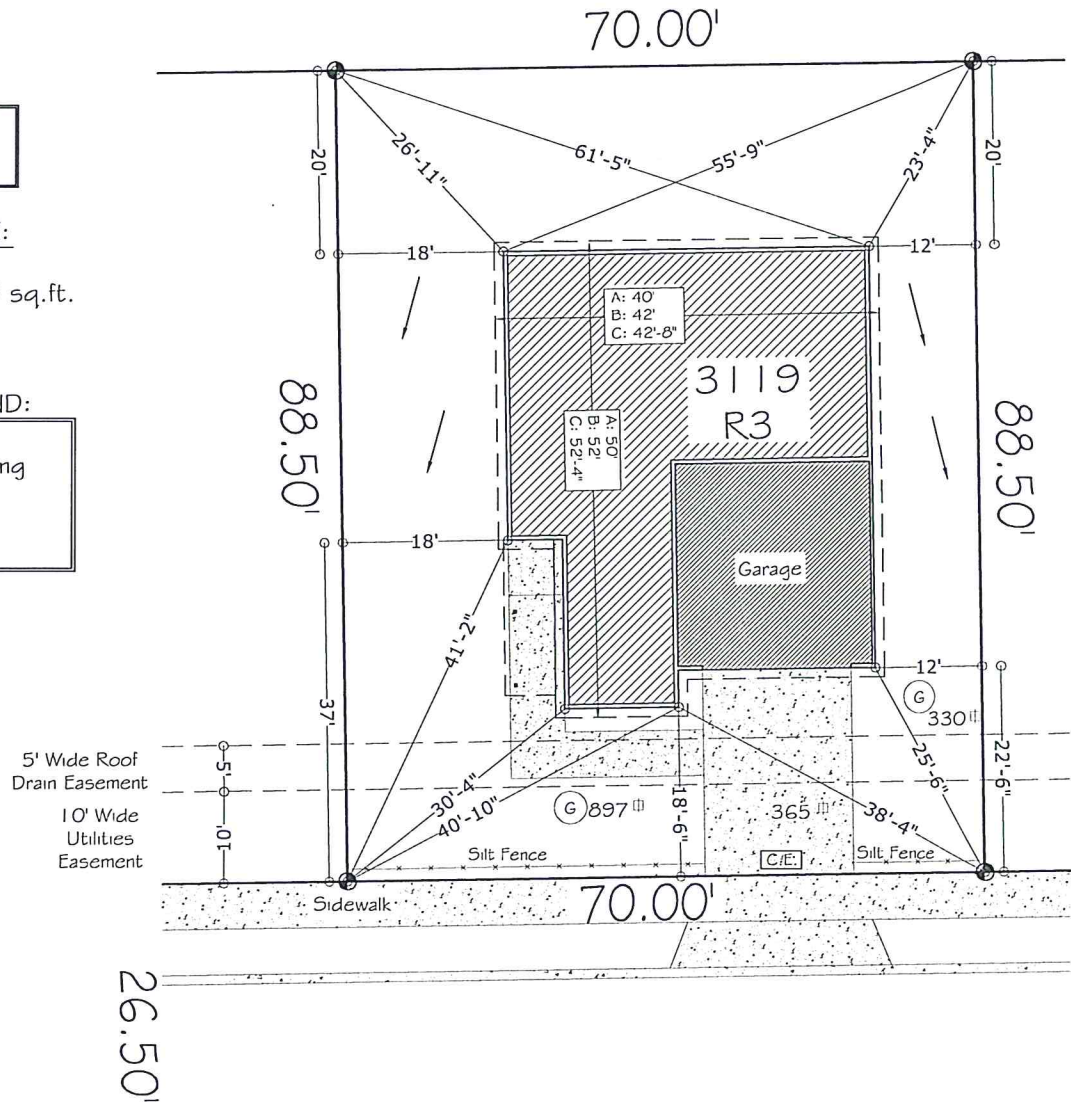 70.00'
:
sq.ft.
ND:
ng
20'
26'-11"
61'-5"
55'-9"
23'-4"
20'
18'
12'
A: 40'
B: 42'
C: 42'-8"
3119
R3
A: 50'
B: 52'
C: 52'-4"
88.50'
88.50'
18'
Garage
41'-2"
37'
12'
G
330
25'-6"
22'-6"
5' Wide Roof
Drain Easement
5'
10' Wide
Utilities
Easement
10'
30'-4"
40'-10"
G 897
18'-6"
365
38'-4"
Silt Fence
C/E:
Silt Fence
Sidewalk
70.00'
26.50'